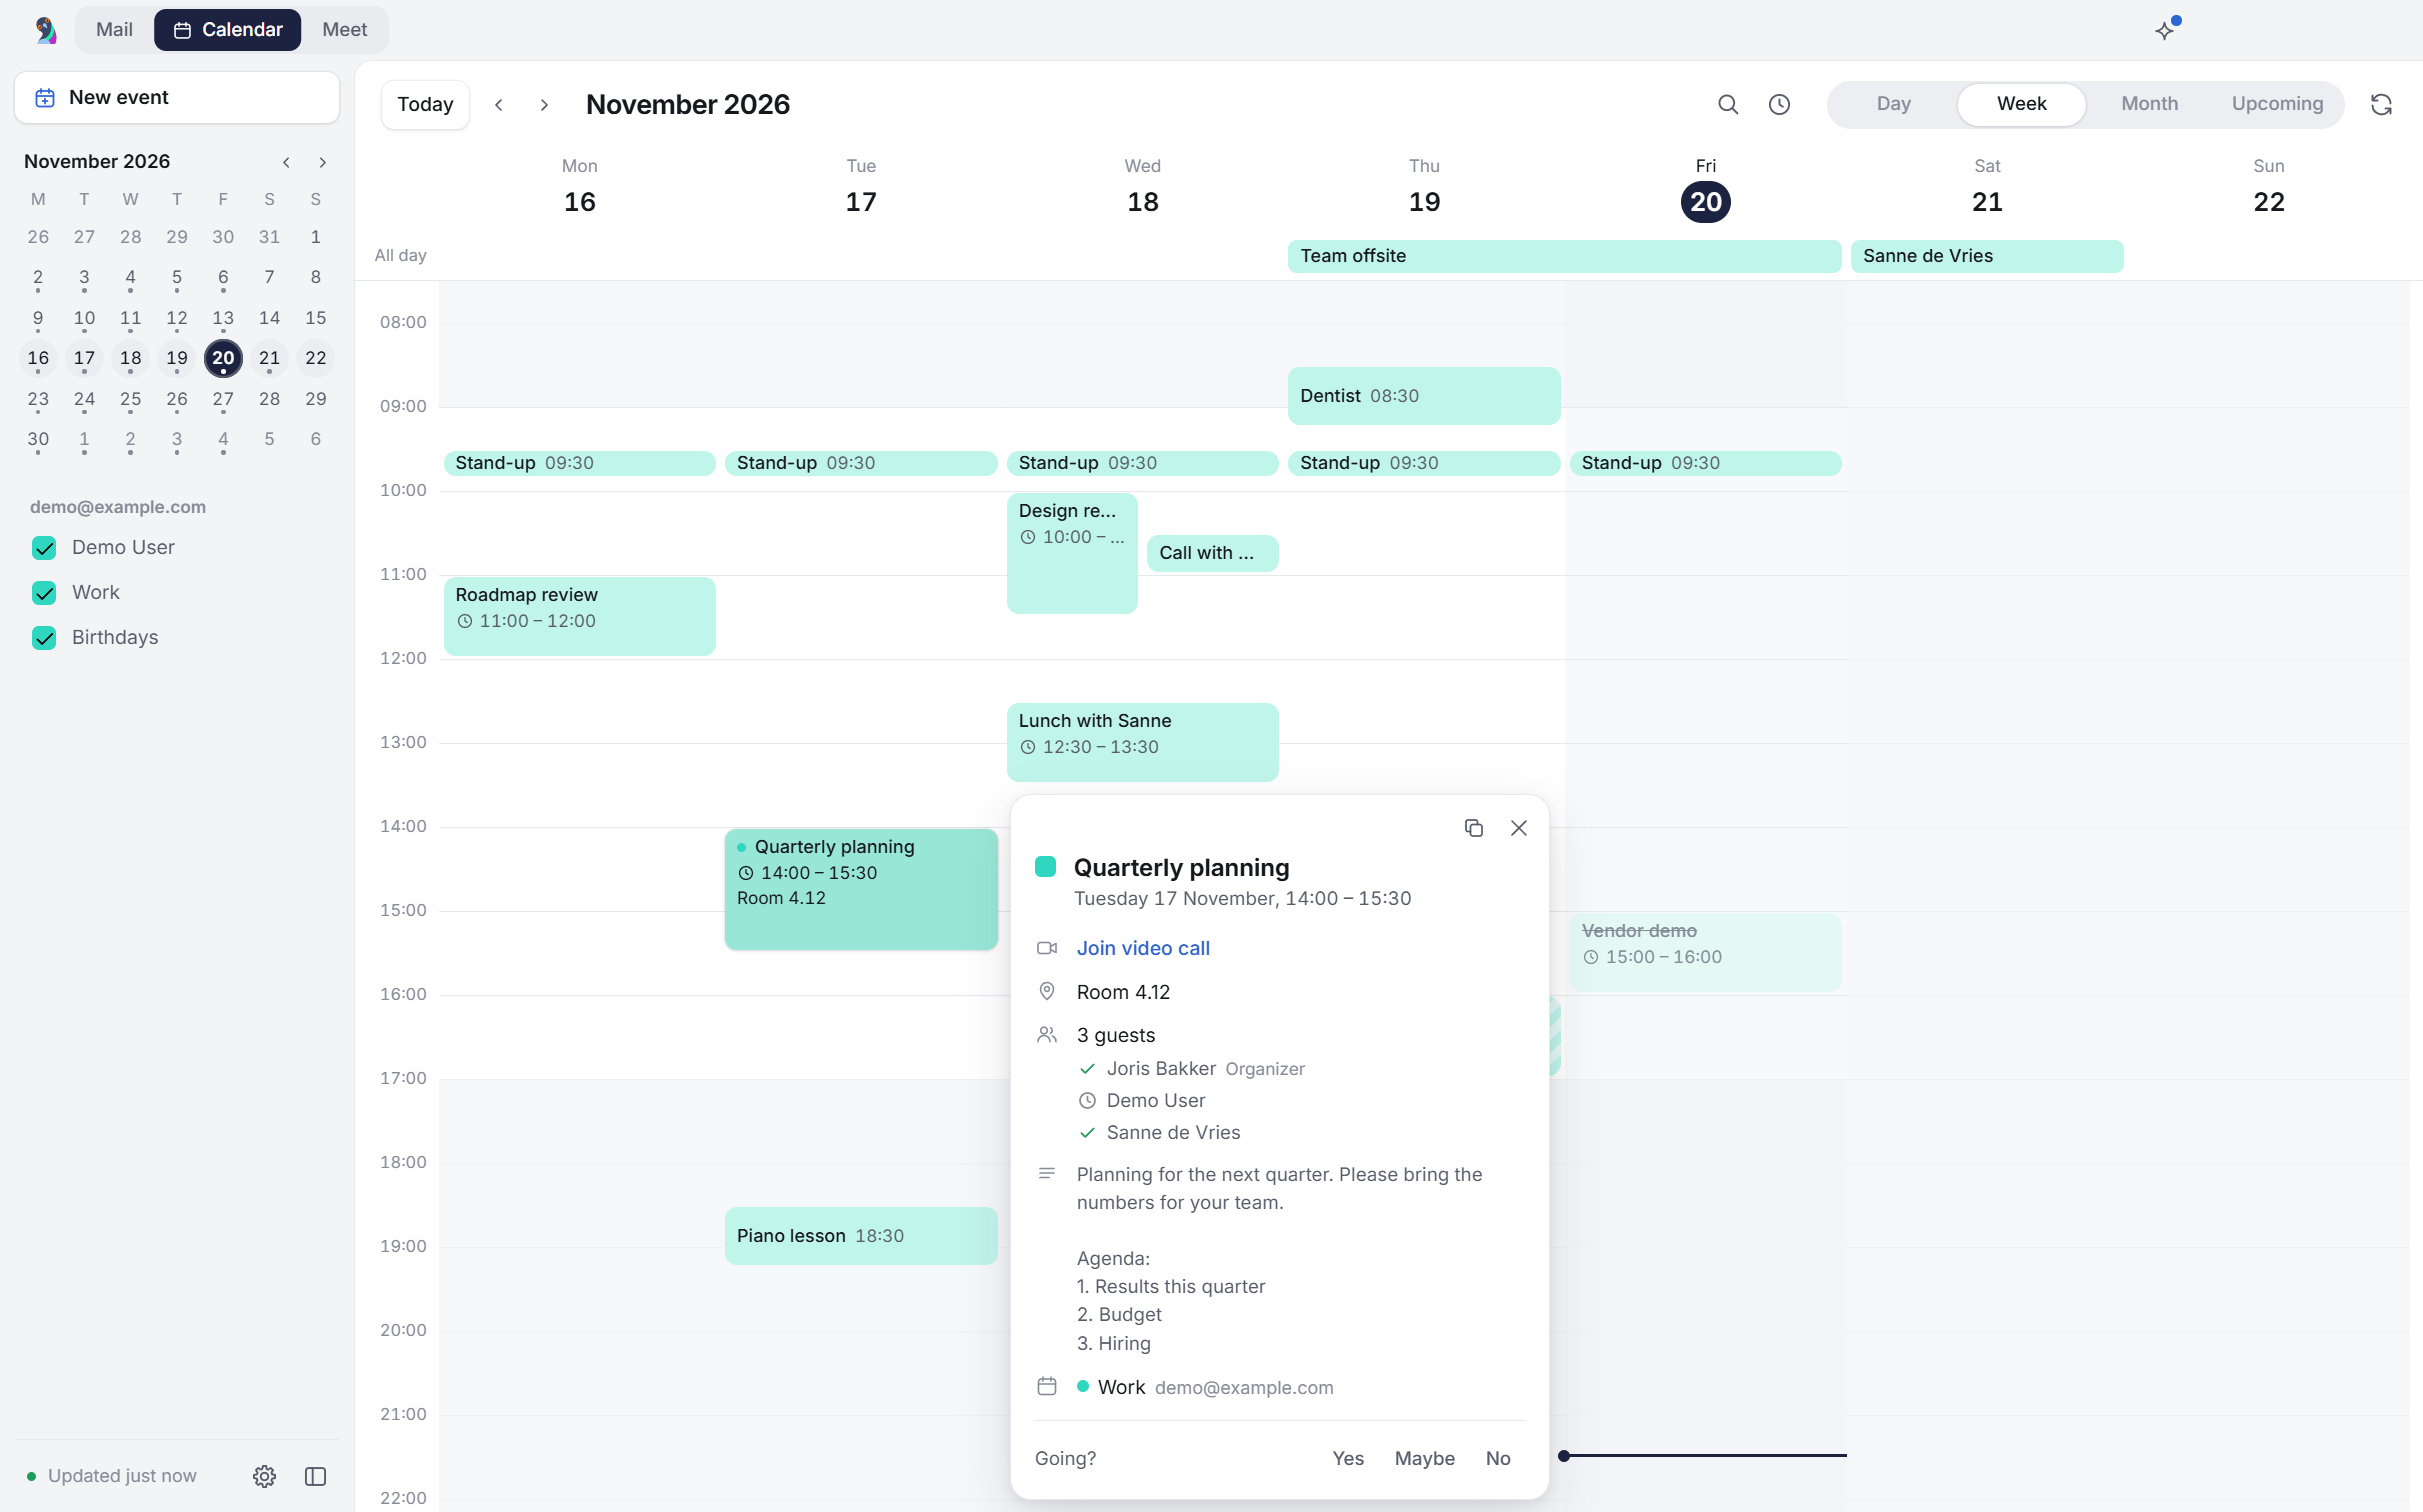 Mail
Calendar
Meet
New event
Today
November 2026
Day
Week
Month
Upcoming
November 2026
M T W T F S S
26 27 28 29 30 31 1
2 3 4 5 6 7 8
9 10 11 12 13 14 15
16 17 18 19 20 21 22
23 24 25 26 27 28 29
30 1 2 3 4 5 6
demo@example.com
Demo User
Work
Birthdays
Updated just now
Mon Tue Wed Thu Fri Sat Sun
16 17 18 19 20 21 22
All day
Team offsite
Sanne de Vries
08:00
Dentist 08:30
09:00
Stand-up 09:30
Stand-up 09:30
Stand-up 09:30
Stand-up 09:30
Stand-up 09:30
10:00
Design re...
10:00 – ...
Call with ...
11:00
Roadmap review
11:00 – 12:00
12:00
Lunch with Sanne
12:30 – 13:30
13:00
14:00
Quarterly planning
14:00 – 15:30
Room 4.12
15:00
Vendor demo
15:00 – 16:00
16:00
17:00
18:00
Piano lesson 18:30
19:00
20:00
21:00
22:00
Quarterly planning
Tuesday 17 November, 14:00 – 15:30
Join video call
Room 4.12
3 guests
Joris Bakker Organizer
Demo User
Sanne de Vries
Planning for the next quarter. Please bring the
numbers for your team.
Agenda:
1. Results this quarter
2. Budget
3. Hiring
Work demo@example.com
Going?
Yes
Maybe
No